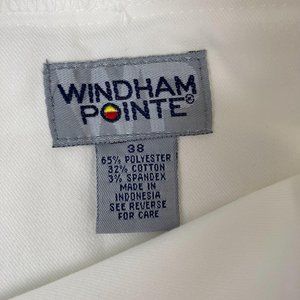 WINDHAM
POINTE®
38
65% POLYESTER
32% COTTON
3% SPANDEX
MADE IN
INDONESIA
SEE REVERSE
FOR CARE